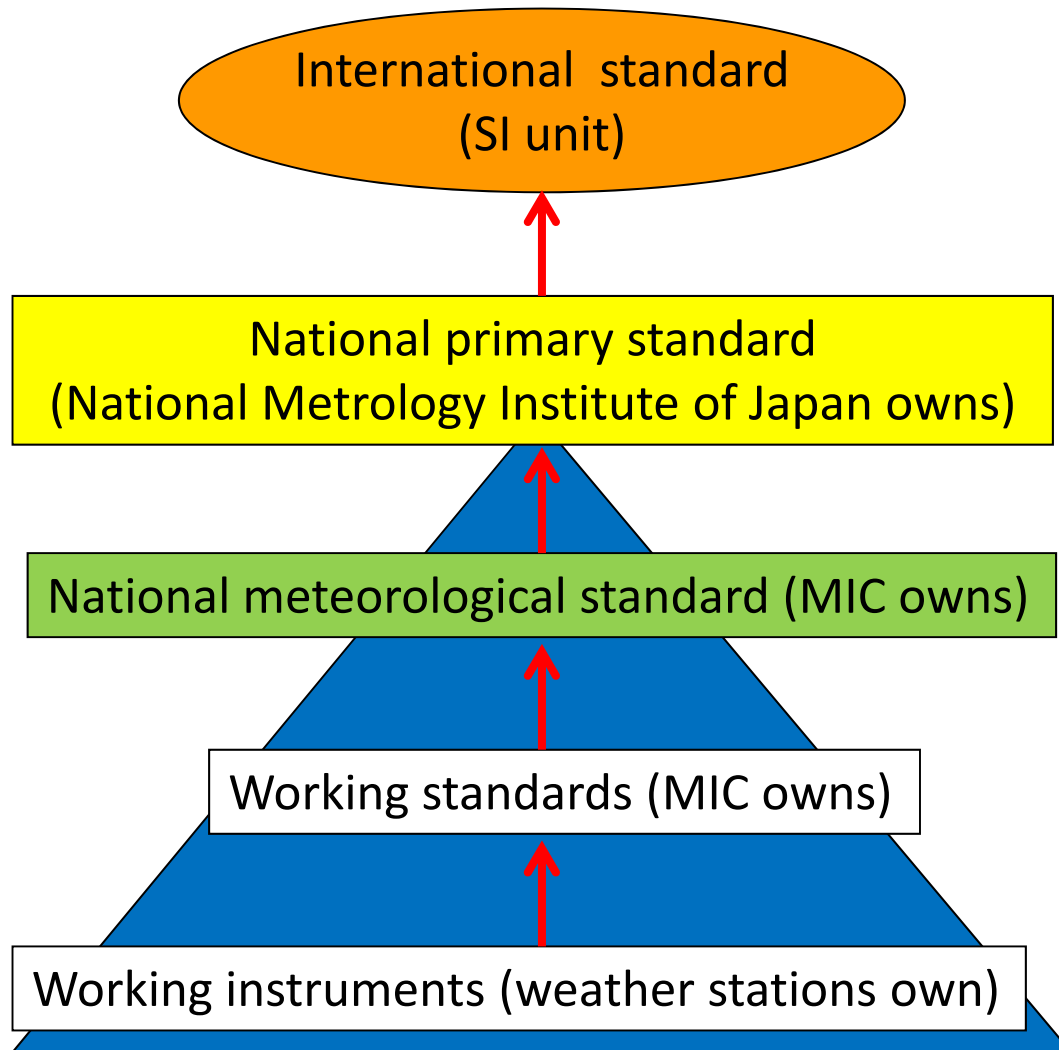 International standard
(SI unit)
National primary standard
(National Metrology Institute of Japan owns)
National meteorological standard (MIC owns)
Working standards (MIC owns)
Working instruments (weather stations own)